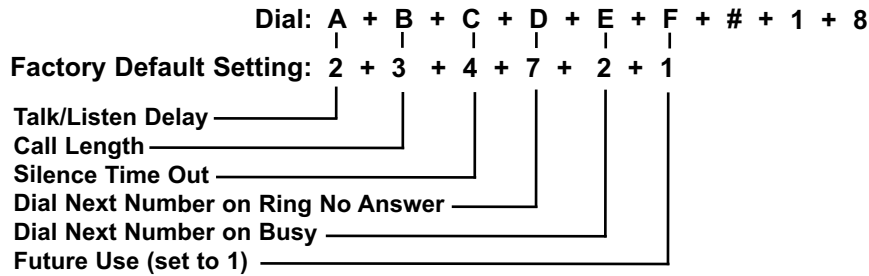 Dial: A + B + C + D + E + F + # + 1 + 8
Factory Default Setting: 2 + 3 + 4 + 7 + 2 + 1
Talk/Listen Delay
Call Length
Silence Time Out
Dial Next Number on Ring No Answer
Dial Next Number on Busy
Future Use (set to 1)